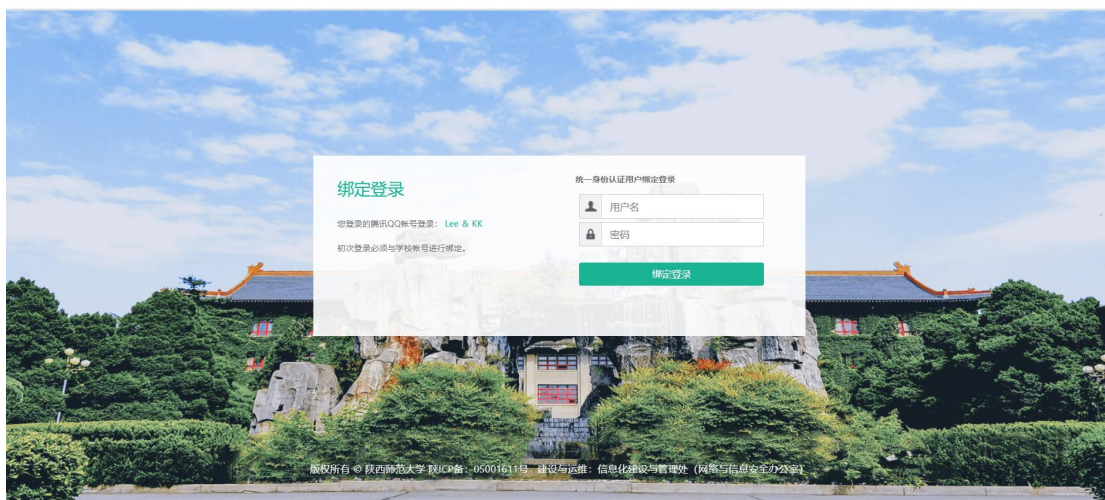 绑定登录
您登录的腾讯QQ帐号登录： Lee & KK
初次登录必须与学校帐号进行绑定。
统一身份认证用户绑定登录
用户名
密码
绑定登录
版权所有 © 陕西师范大学 陕ICP备：05001611号 建设与运维：信息化建设与管理处（网络与信息安全办公室）